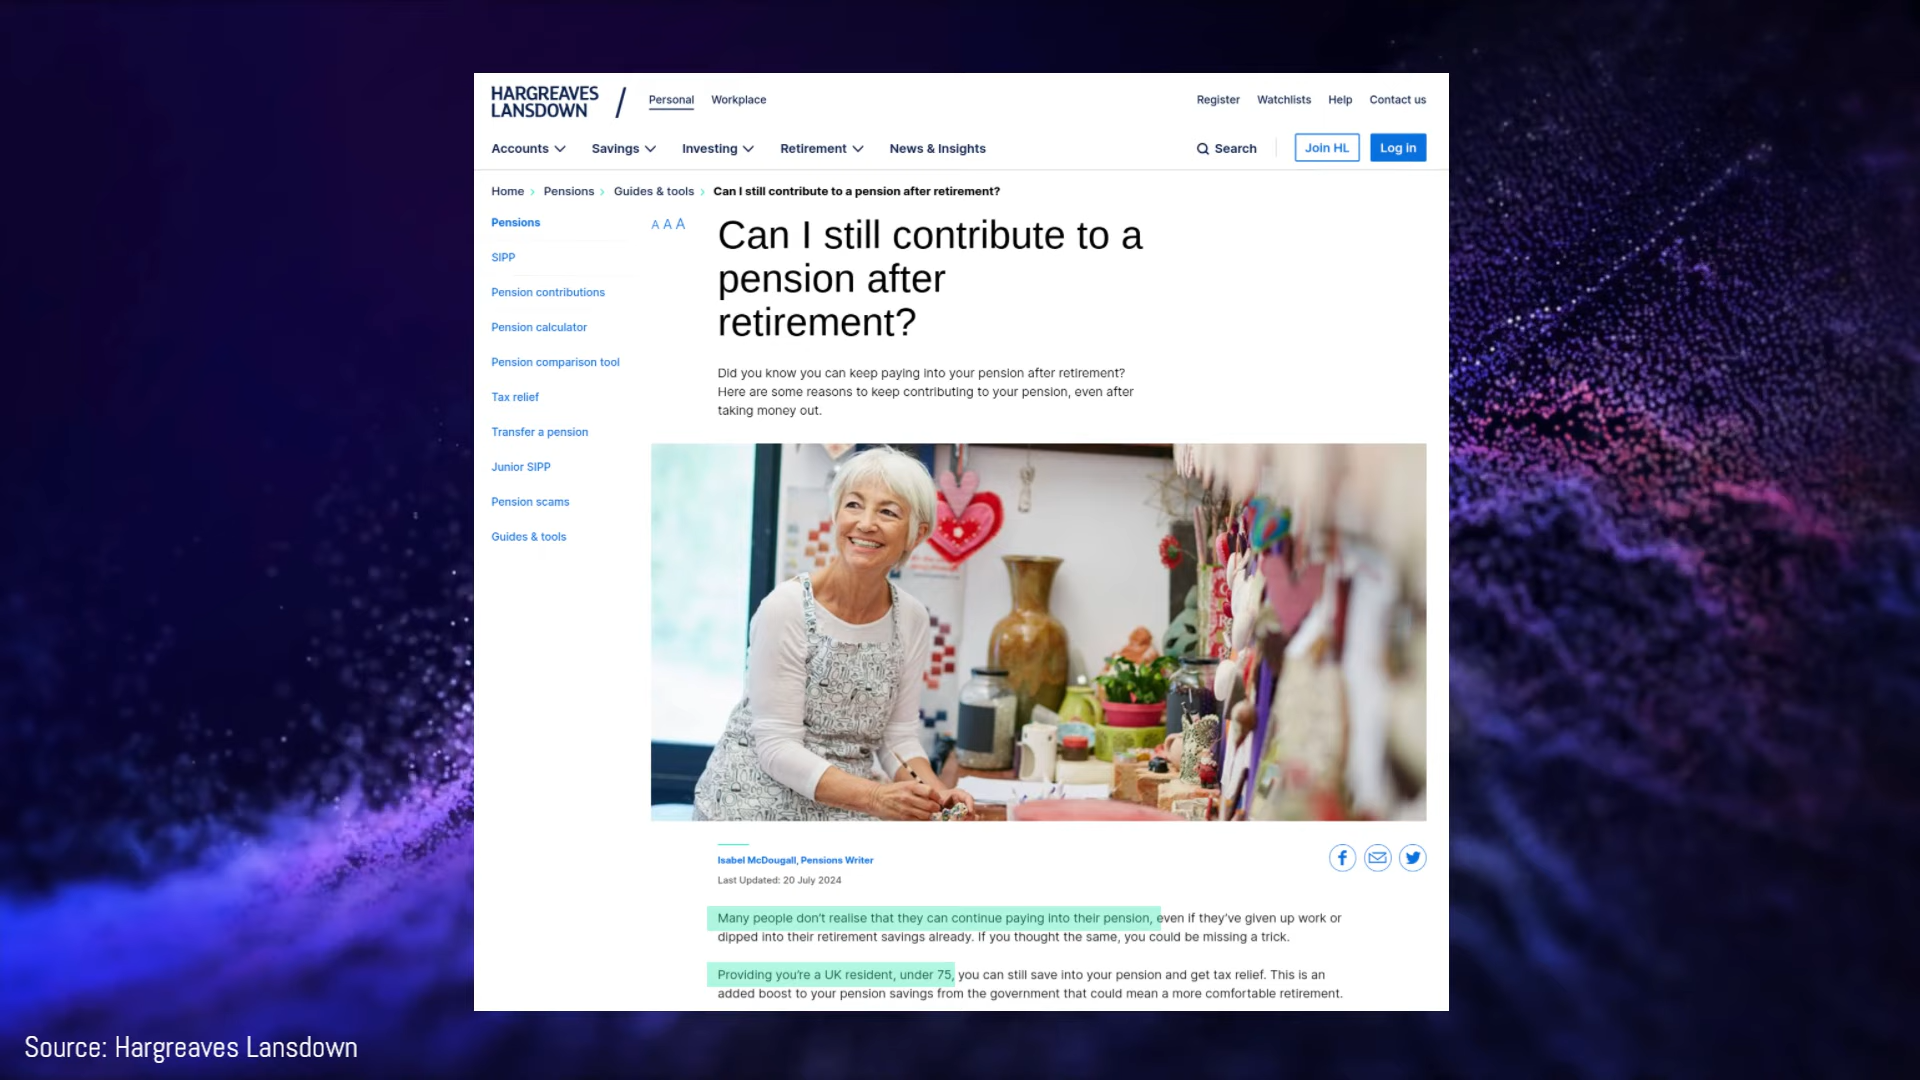 HARGREAVES
LANSDOWN
Personal Workplace
Register Watchlists Help Contact us
Accounts Savings Investing Retirement News & Insights
Search Join HL Log in
Home > Pensions > Guides & tools > Can I still contribute to a pension after retirement?
Pensions
SIPP
Pension contributions
Pension calculator
Pension comparison tool
Tax relief
Transfer a pension
Junior SIPP
Pension scams
Guides & tools
A A A
Can I still contribute to a
pension after
retirement?
Did you know you can keep paying into your pension after retirement?
Here are some reasons to keep contributing to your pension, even after
taking money out.
Isabel McDougall, Pensions Writer
Last Updated: 20 July 2024
Many people don't realise that they can continue paying into their pension, even if they've given up work or
dipped into their retirement savings already. If you thought the same, you could be missing a trick.
Providing you're a UK resident, under 75, you can still save into your pension and get tax relief. This is an
added boost to your pension savings from the government that could mean a more comfortable retirement.
Source: Hargreaves Lansdown